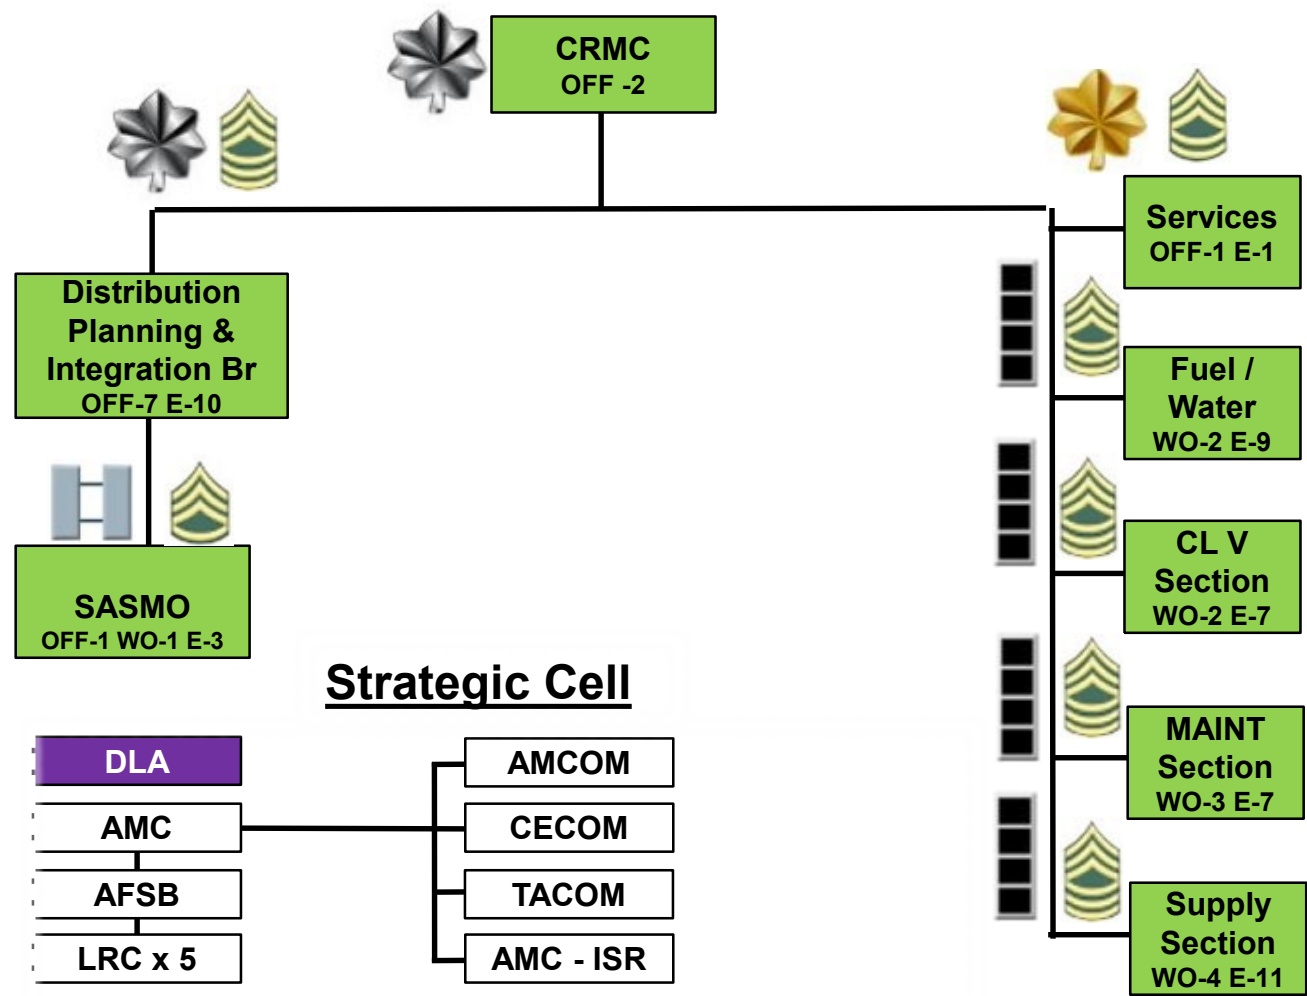 CRMC
OFF -2
Services
OFF-1 E-1
Distribution
Planning &
Integration Br
OFF-7 E-10
Fuel /
Water
WO-2 E-9
SASMO
OFF-1 WO-1 E-3
CL V
Section
WO-2 E-7
MAINT
Section
WO-3 E-7
Supply
Section
WO-4 E-11
Strategic Cell
DLA
AMC
AFSB
LRC x 5
AMCOM
CECOM
TACOM
AMC - ISR